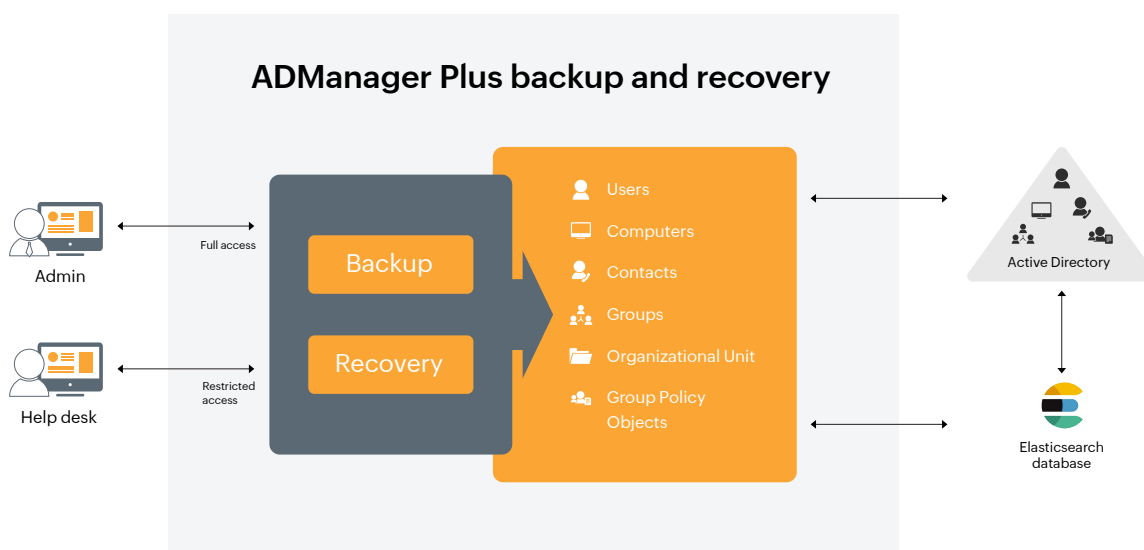 ADManager Plus backup and recovery
Full access
Admin
Restricted
access
Help desk
Backup
Recovery
Users
Computers
Contacts
Groups
Organizational Unit
Group Policy
Objects
Active Directory
Elasticsearch
database